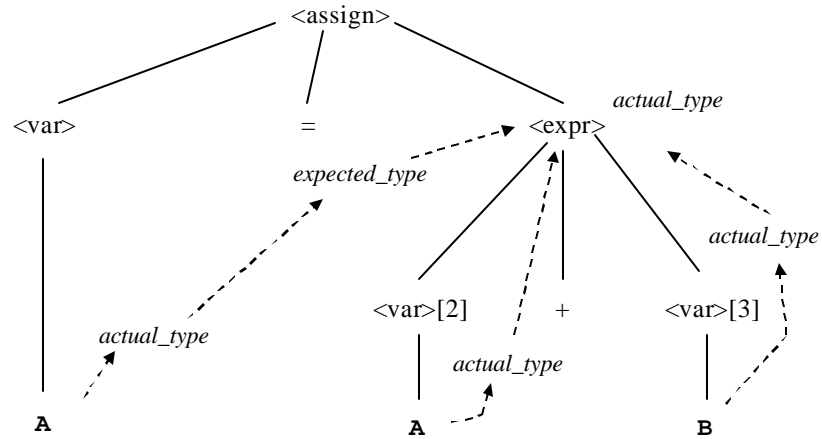 <assign>
actual_type
<var> = <expr>
expected_type
actual_type
<var>[2] + <var>[3]
actual_type
actual_type
A A B